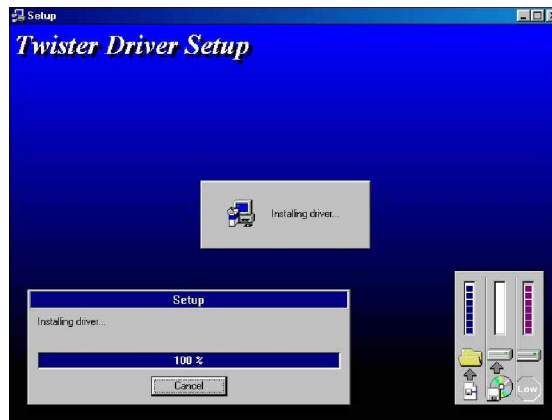 Setup
Twister Driver Setup
Installing driver...
Setup
Installing driver...
100 %
Cancel
Low